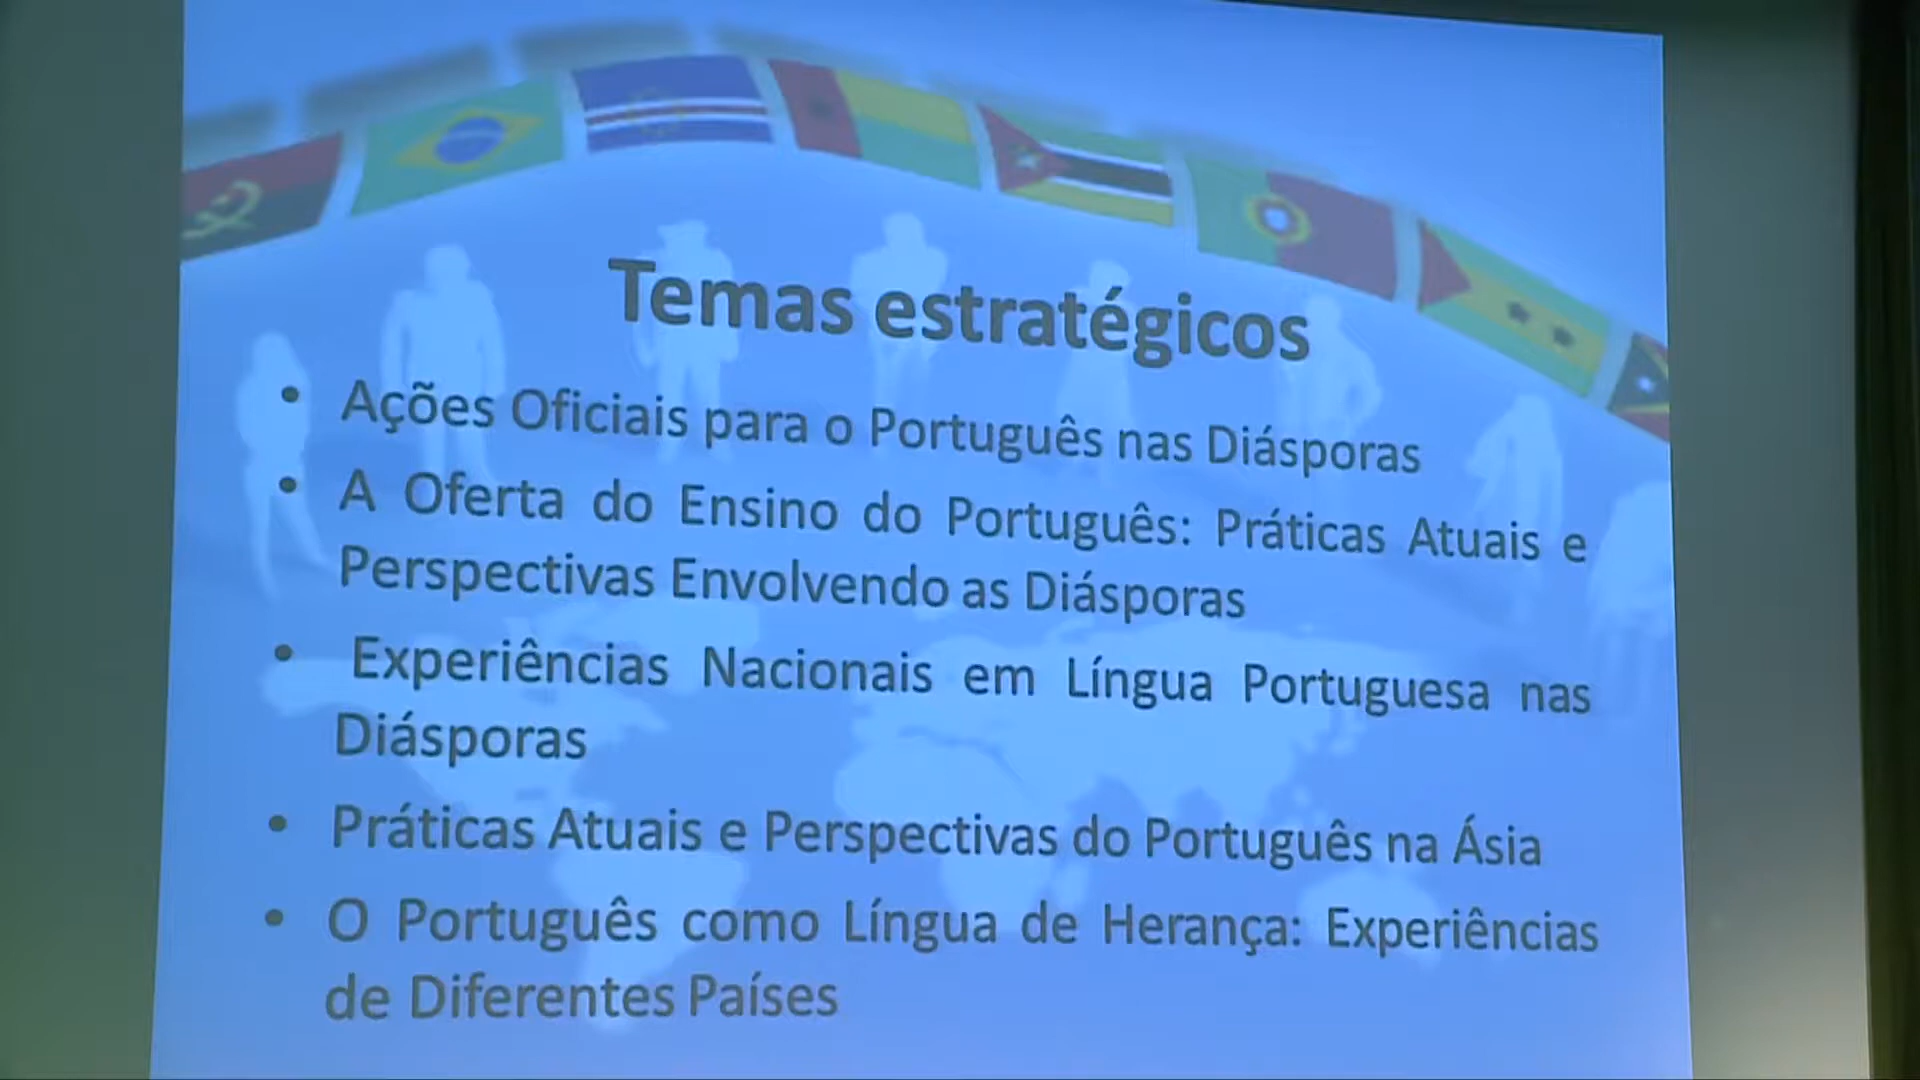 Temas estratégicos
• Ações Oficiais para o Português nas Diásporas
• A Oferta do Ensino do Português: Práticas Atuais e
Perspectivas Envolvendo as Diásporas
• Experiências Nacionais em Língua Portuguesa nas
Diásporas
• Práticas Atuais e Perspectivas do Português na Ásia
• O Português como Língua de Herança: Experiências
de Diferentes Países